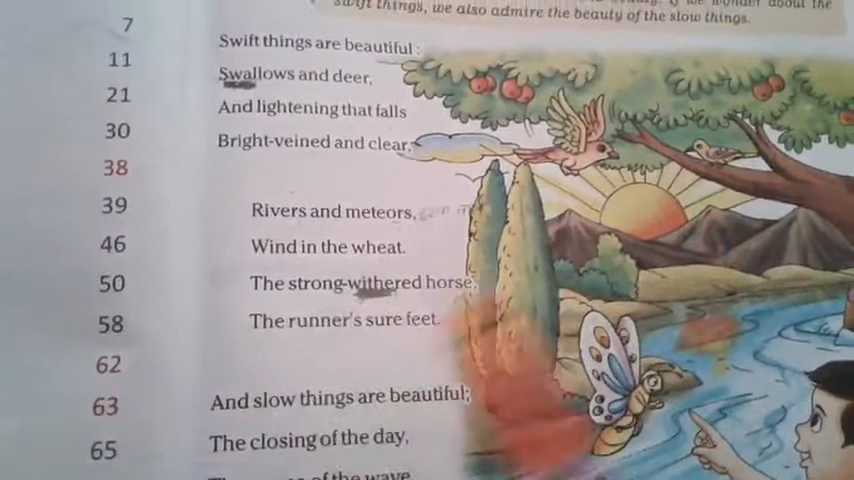 swift things, we also admire the beauty of the slow things.
7
11
21
30
38
39
46
50
58
62
63
65
Swift things are beautiful :
Swallows and deer,
And lightening that falls
Bright-veined and clear,
Rivers and meteors,
Wind in the wheat.
The strong-withered horse,
The runner's sure feet.
And slow things are beautiful;
The closing of the day,
of the wave